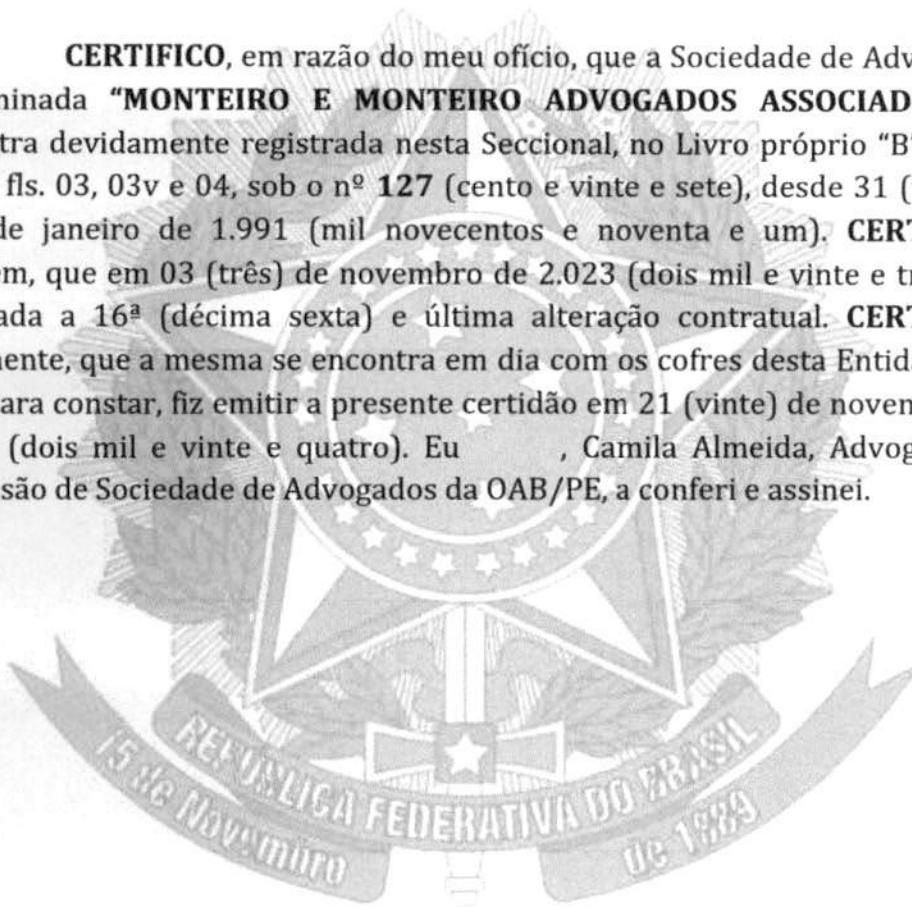 CERTIFICO, em razão do meu ofício, que a Sociedade de Adv
minada “MONTEIRO E MONTEIRO ADVOGADOS ASSOCIAD
tra devidamente registrada nesta Seccional, no Livro próprio “B
fls. 03, 03v e 04, sob o nº 127 (cento e vinte e sete), desde 31 (
de janeiro de 1.991 (mil novecentos e noventa e um). CERT
em, que em 03 (três) de novembro de 2.023 (dois mil e vinte e tr
ada a 16ª (décima sexta) e última alteração contratual. CERT
nente, que a mesma se encontra em dia com os cofres desta Entida
para constar, fiz emitir a presente certidão em 21 (vinte) de noven
(dois mil e vinte e quatro). Eu , Camila Almeida, Advog
são de Sociedade de Advogados da OAB/PE, a conferi e assinei.
REPÚBLICA FEDERATIVA DO BRASIL
15 de Novembro de 1889